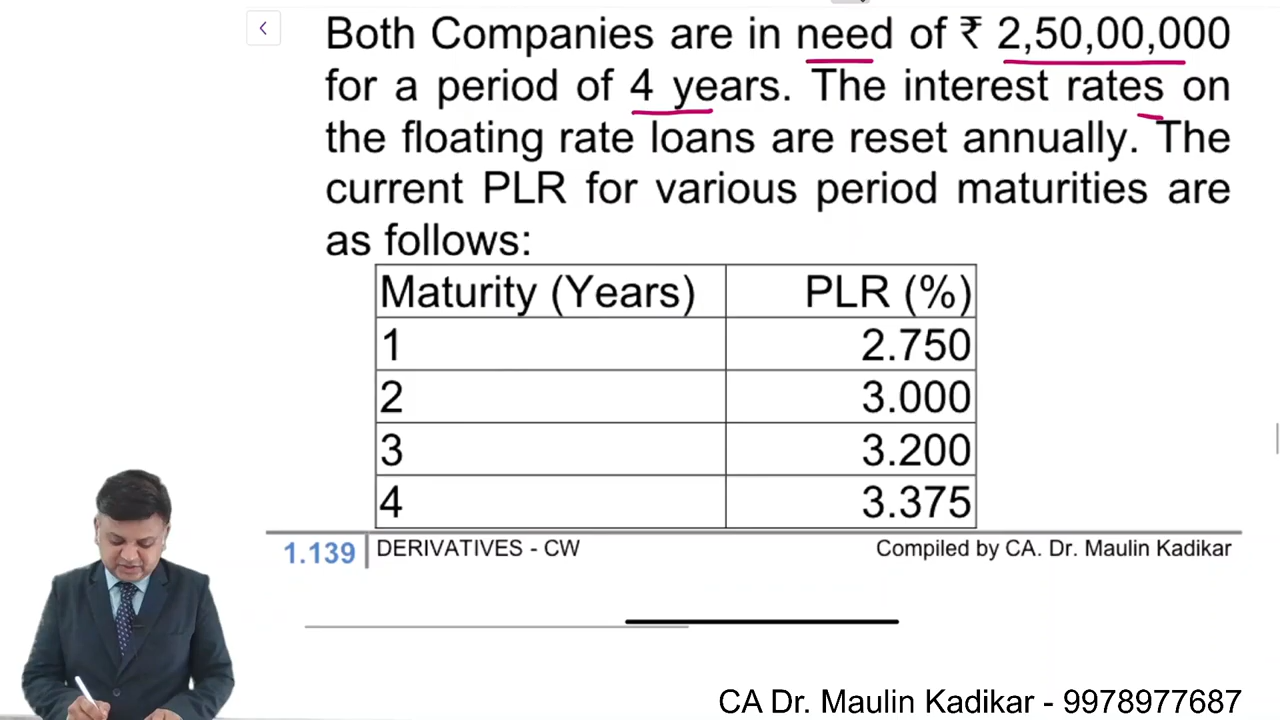 Both Companies are in need of ₹ 2,50,00,000
for a period of 4 years. The interest rates on
the floating rate loans are reset annually. The
current PLR for various period maturities are
as follows:
Maturity (Years) PLR (%)
1 2.750
2 3.000
3 3.200
4 3.375
1.139 DERIVATIVES - CW Compiled by CA. Dr. Maulin Kadikar
CA Dr. Maulin Kadikar - 9978977687